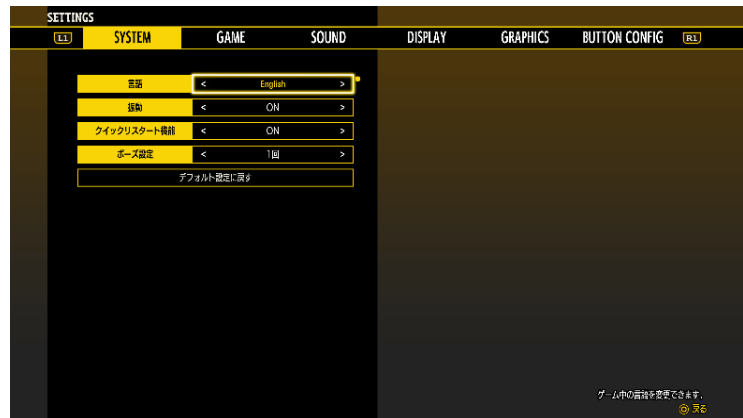 SETTINGS
L1 SYSTEM GAME SOUND DISPLAY GRAPHICS BUTTON CONFIG R1
言語 < English >
振動 < ON >
クイックリスタート機能 < ON >
ポーズ設定 < 1回 >
デフォルト設定に戻す
ゲーム中の言語を変更できます。
戻る